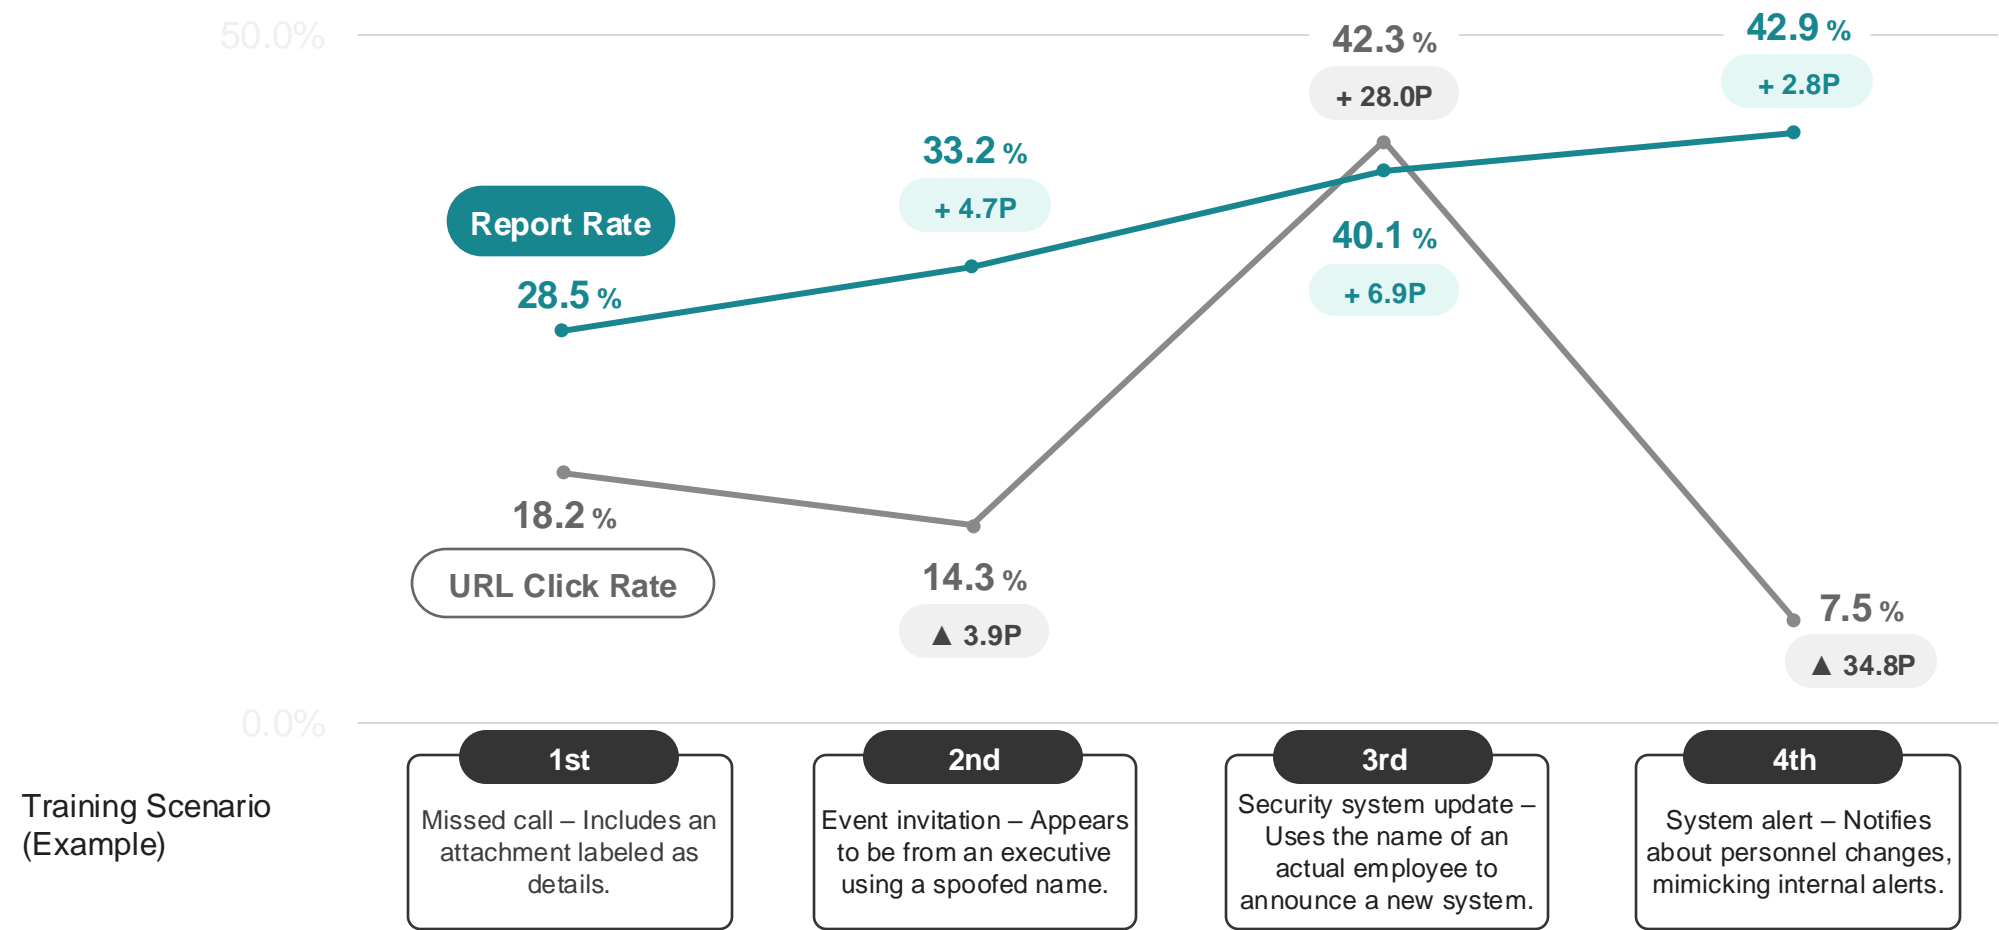 50.0%
42.3 %
+ 28.0P
42.9 %
+ 2.8P
33.2 %
+ 4.7P
Report Rate
28.5 %
40.1 %
+ 6.9P
18.2 %
URL Click Rate
14.3 %
▲ 3.9P
7.5 %
▲ 34.8P
0.0%
Training Scenario
(Example)
1st
Missed call – Includes an
attachment labeled as
details.
2nd
Event invitation – Appears
to be from an executive
using a spoofed name.
3rd
Security system update –
Uses the name of an
actual employee to
announce a new system.
4th
System alert – Notifies
about personnel changes,
mimicking internal alerts.